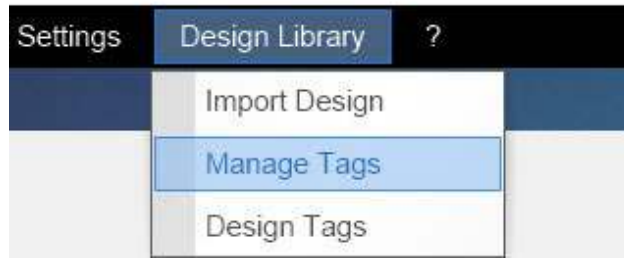 Settings Design Library ?
Import Design
Manage Tags
Design Tags